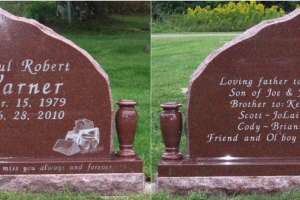 ul Robert
Varner
r. 15, 1979
. 28, 2010
miss you always and forever
Loving father to
Son of Joe &
Brother to: Ke
Scott~JoLai
Cody~Brian
Friend and Ol' boy